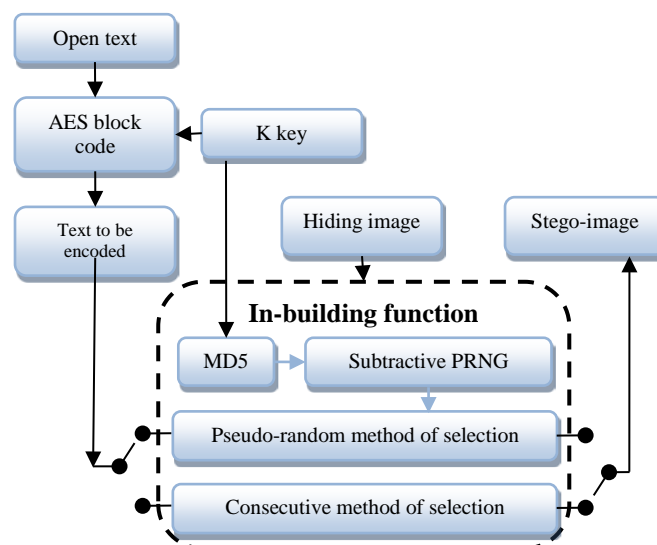 Open text
AES block
code
K key
Text to be
encoded
Hiding image
Stego-image
In-building function
MD5
Subtractive PRNG
Pseudo-random method of selection
Consecutive method of selection